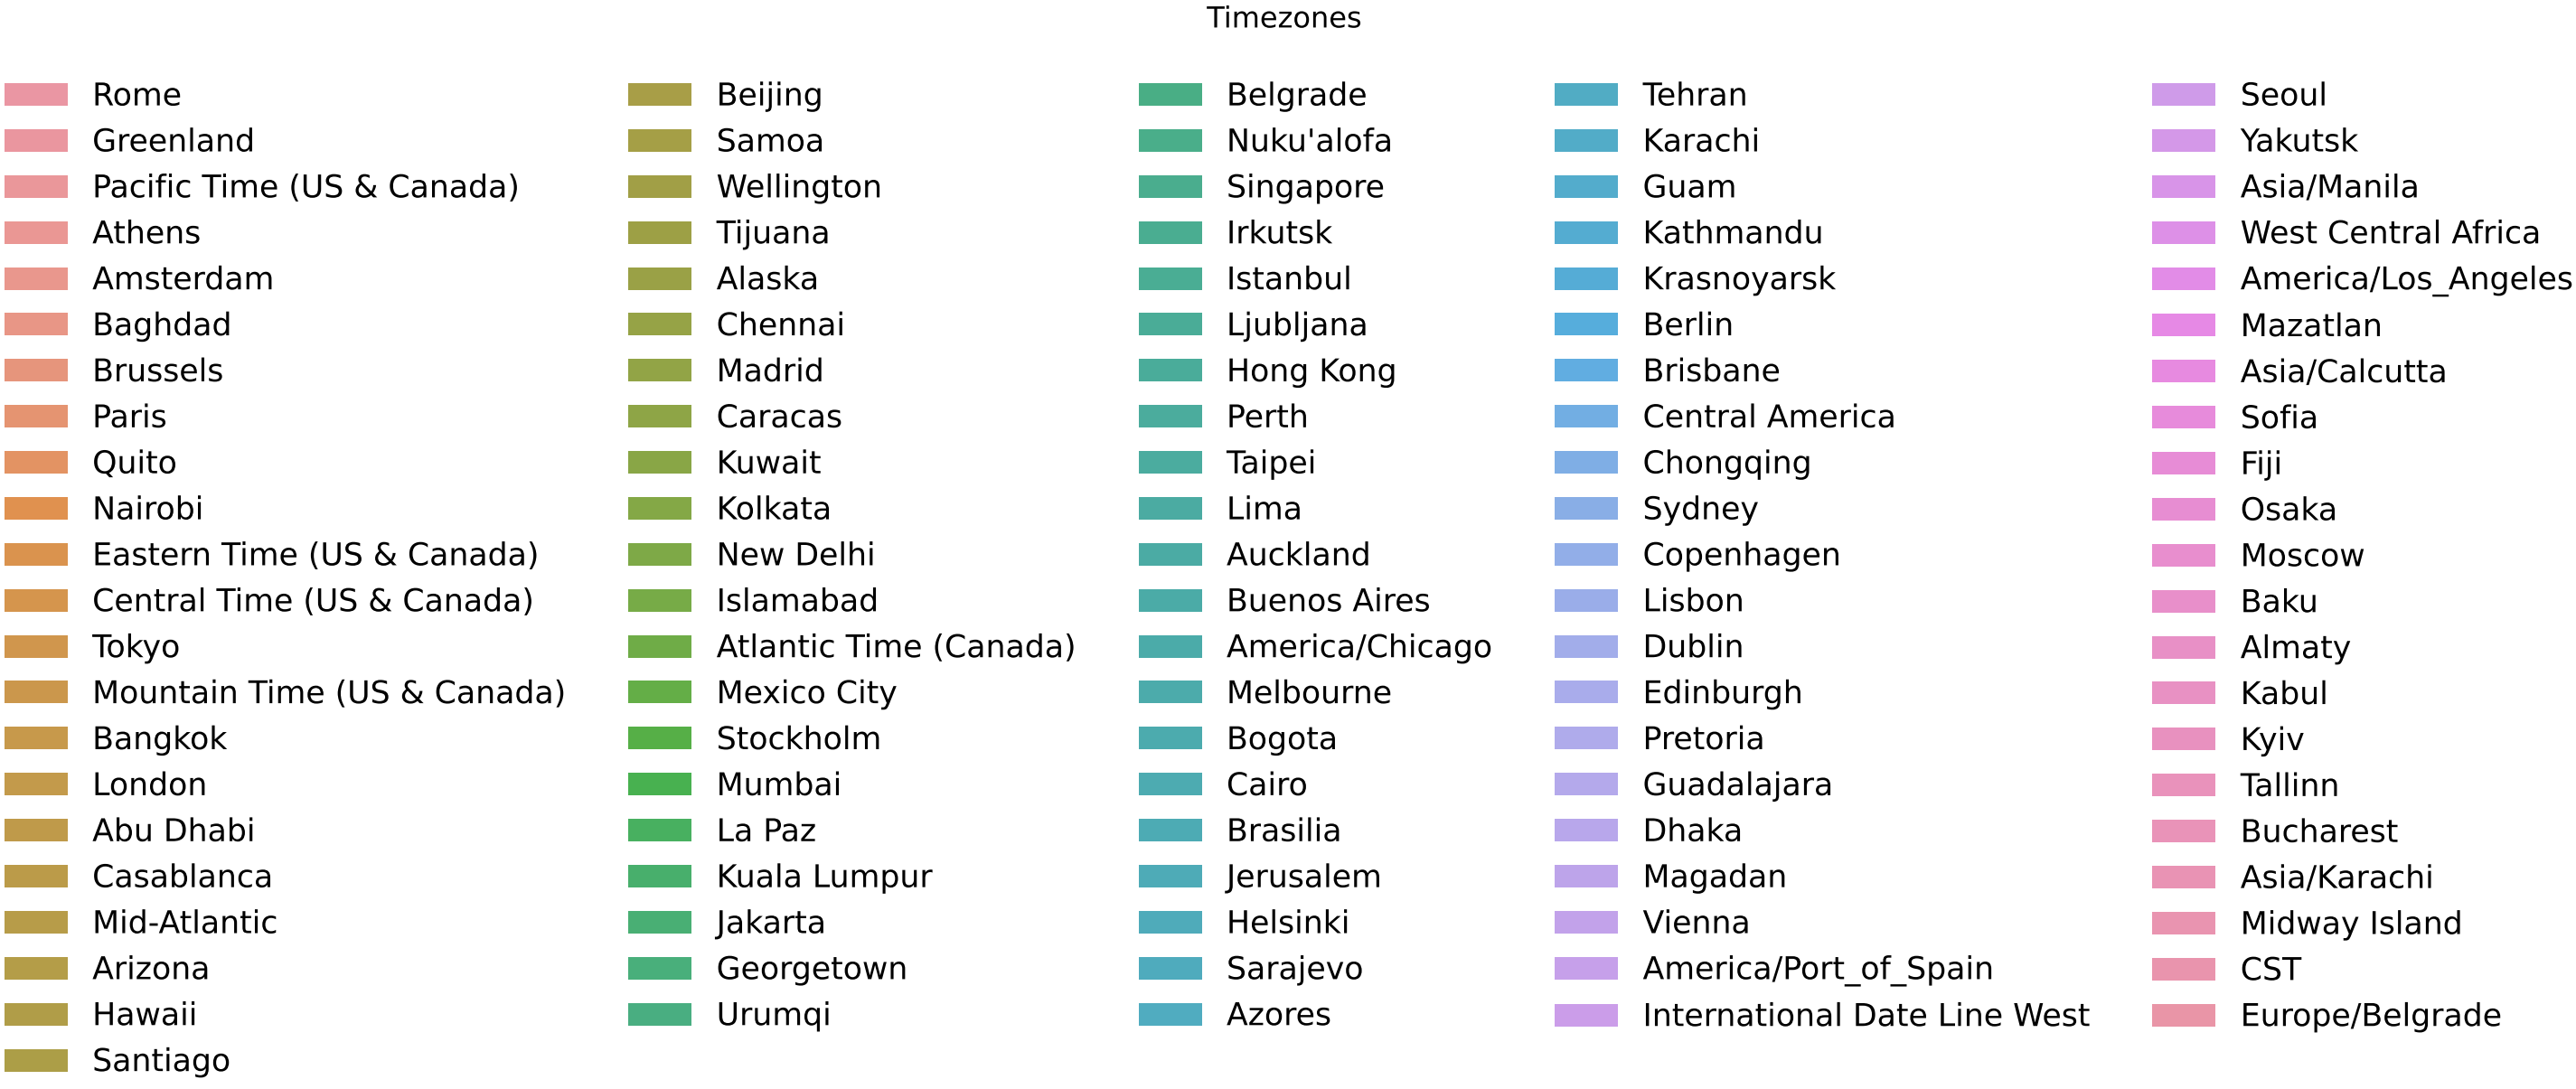 Timezones
Rome
Greenland
Pacific Time (US & Canada)
Athens
Amsterdam
Baghdad
Brussels
Paris
Quito
Nairobi
Eastern Time (US & Canada)
Central Time (US & Canada)
Tokyo
Mountain Time (US & Canada)
Bangkok
London
Abu Dhabi
Casablanca
Mid-Atlantic
Arizona
Hawaii
Santiago
Beijing
Samoa
Wellington
Tijuana
Alaska
Chennai
Madrid
Caracas
Kuwait
Kolkata
New Delhi
Islamabad
Atlantic Time (Canada)
Mexico City
Stockholm
Mumbai
La Paz
Kuala Lumpur
Jakarta
Georgetown
Urumqi
Belgrade
Nuku'alofa
Singapore
Irkutsk
Istanbul
Ljubljana
Hong Kong
Perth
Taipei
Lima
Auckland
Buenos Aires
America/Chicago
Melbourne
Bogota
Cairo
Brasilia
Jerusalem
Helsinki
Sarajevo
Azores
Tehran
Karachi
Guam
Kathmandu
Krasnoyarsk
Berlin
Brisbane
Central America
Chongqing
Sydney
Copenhagen
Lisbon
Dublin
Edinburgh
Pretoria
Guadalajara
Dhaka
Magadan
Vienna
America/Port_of_Spain
International Date Line West
Seoul
Yakutsk
Asia/Manila
West Central Africa
America/Los_Angeles
Mazatlan
Asia/Calcutta
Sofia
Fiji
Osaka
Moscow
Baku
Almaty
Kabul
Kyiv
Tallinn
Bucharest
Asia/Karachi
Midway Island
CST
Europe/Belgrade